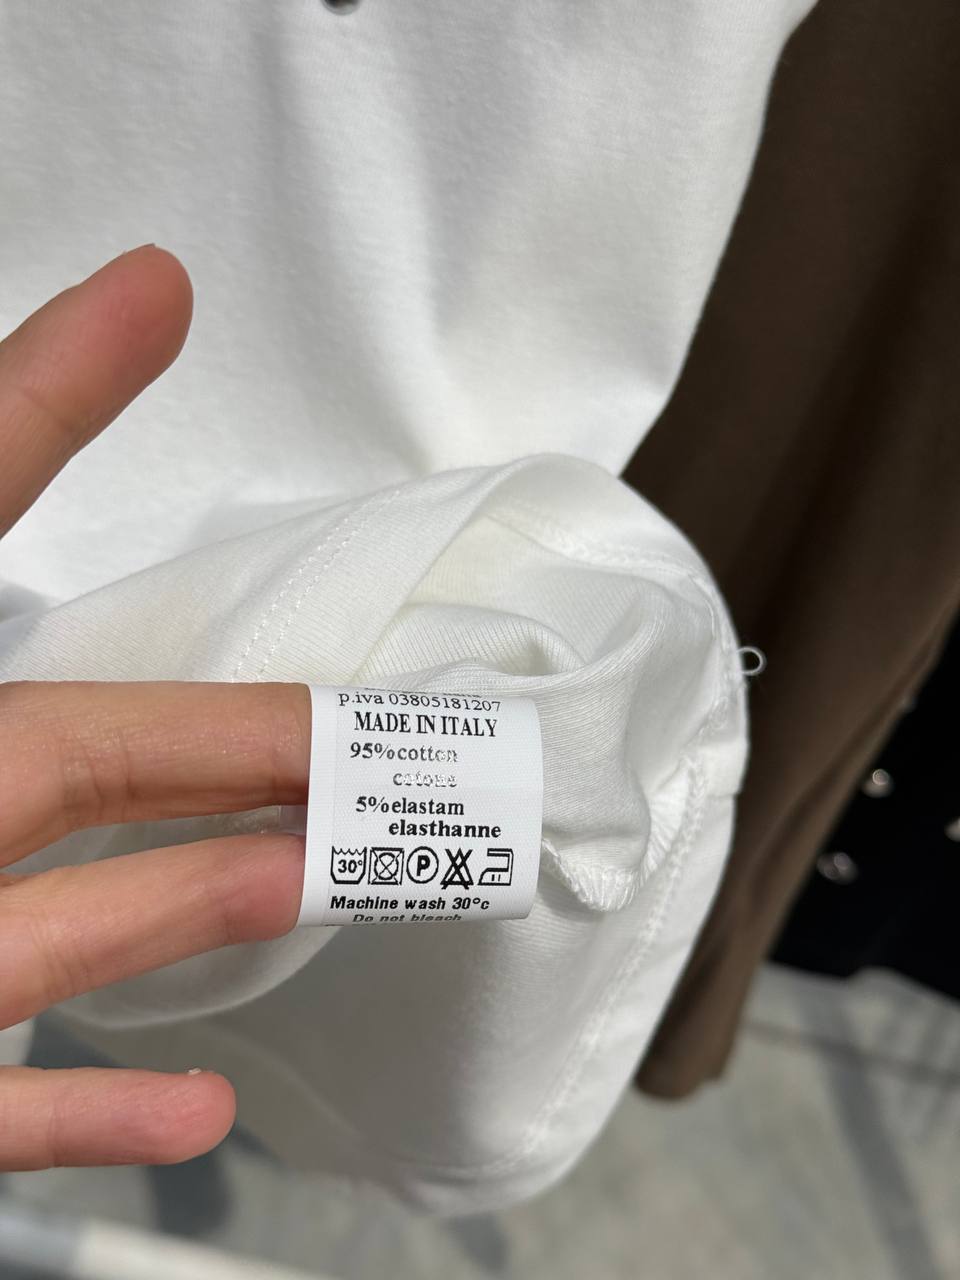 p.iva 03805181207
MADE IN ITALY
95%cotton
cotone
5%elastam
elasthanne
30°
P
Machine wash 30°c
Do not bleach